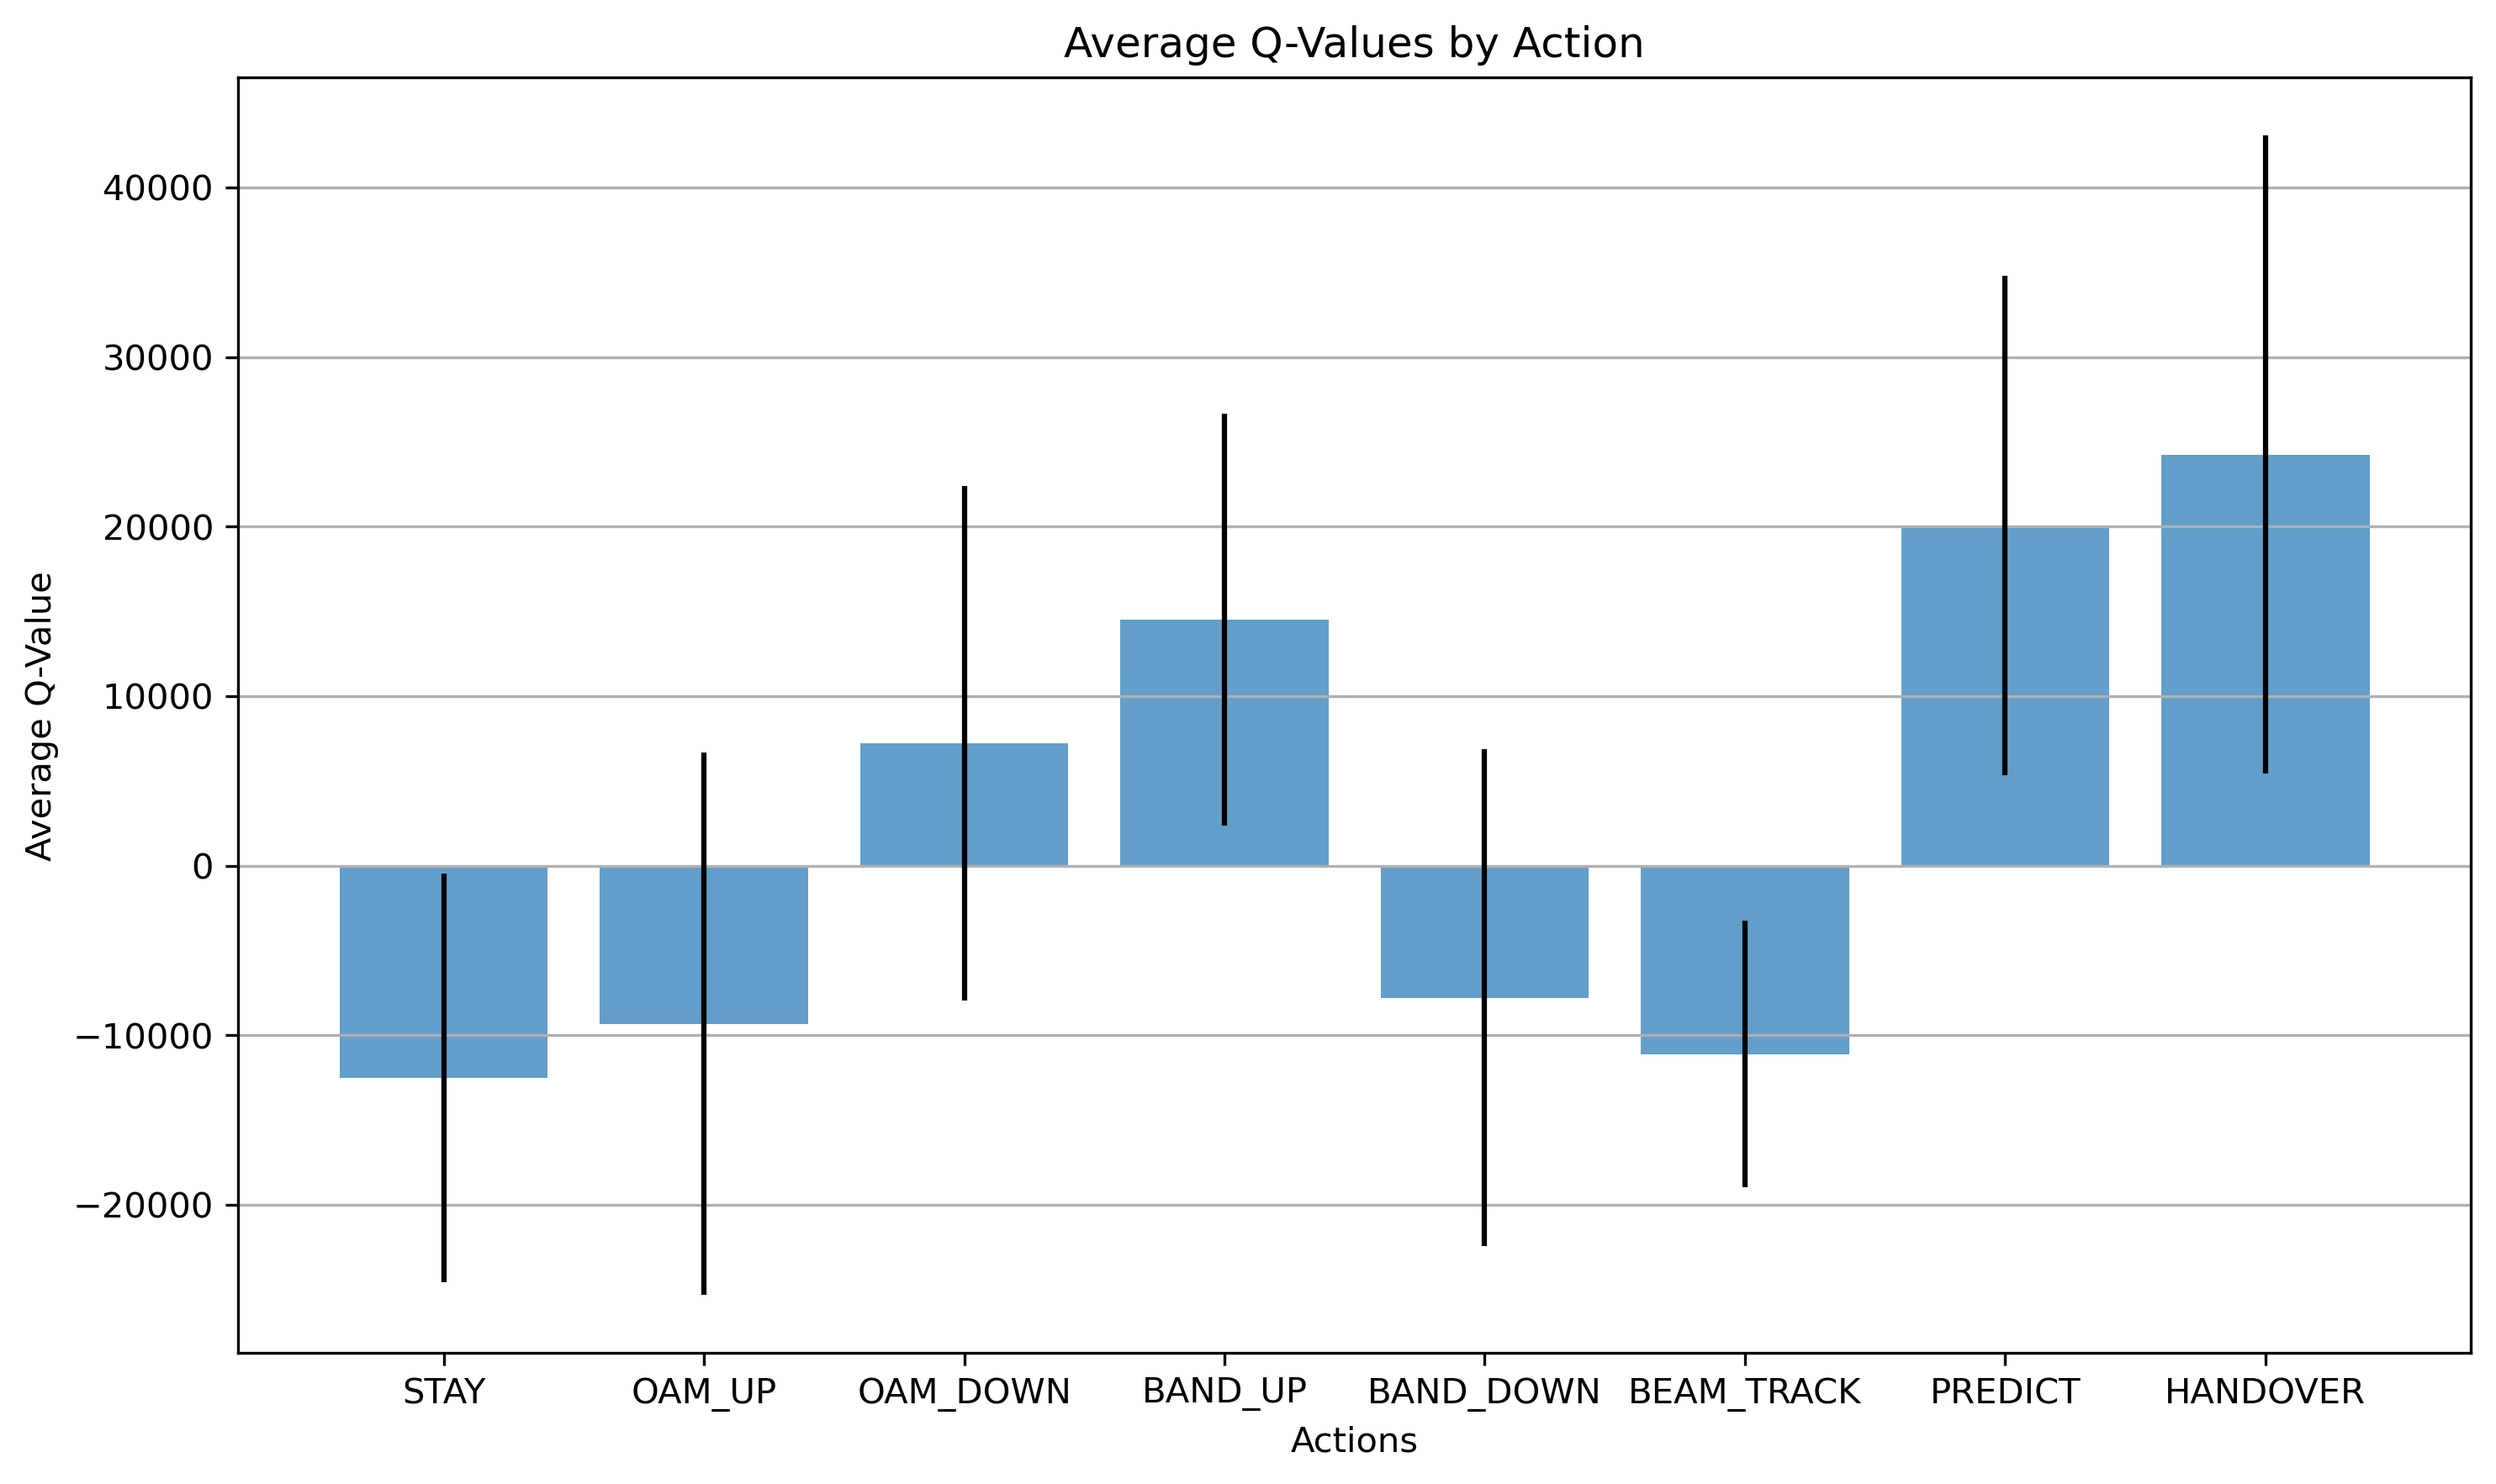 Average Q-Values by Action
Average Q-Value
40000
30000
20000
10000
0
−10000
−20000
STAY OAM_UP OAM_DOWN BAND_UP BAND_DOWN BEAM_TRACK PREDICT HANDOVER
Actions